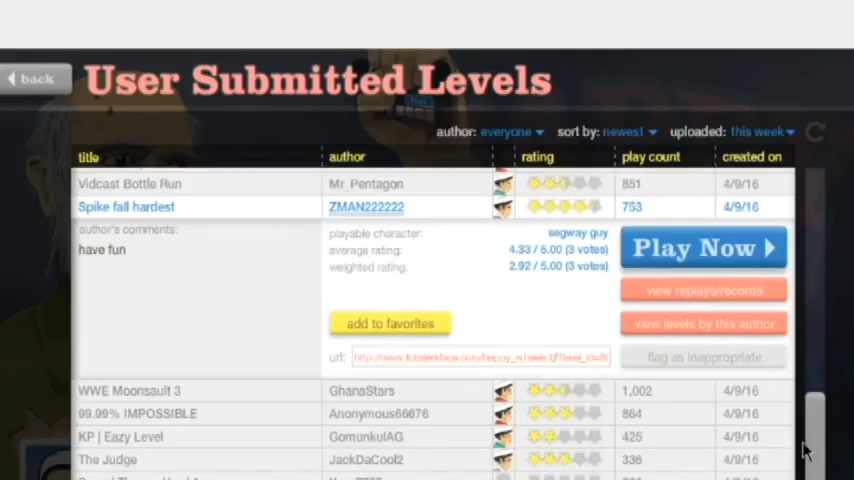 back
User Submitted Levels
author: everyone sort by: newest uploaded: this week
title author rating play count created on
Vidcast Bottle Run Mr_Pentagon 851 4/9/16
Spike fall hardest ZMAN222222 753 4/9/16
author's comments:
have fun
playable character: segway guy
average rating: 4.33 / 5.00 (3 votes)
weighted rating: 2.92 / 5.00 (3 votes)
Play Now
view replays/records
add to favorites
view levels by this author
url:
flag as inappropriate
WWE Moonsault 3 GhanaStars 1,002 4/9/16
99.99% IMPOSSIBLE Anonymous66676 864 4/9/16
KP | Eazy Level GomunkulAG 425 4/9/16
The Judge JackDaCool2 336 4/9/16